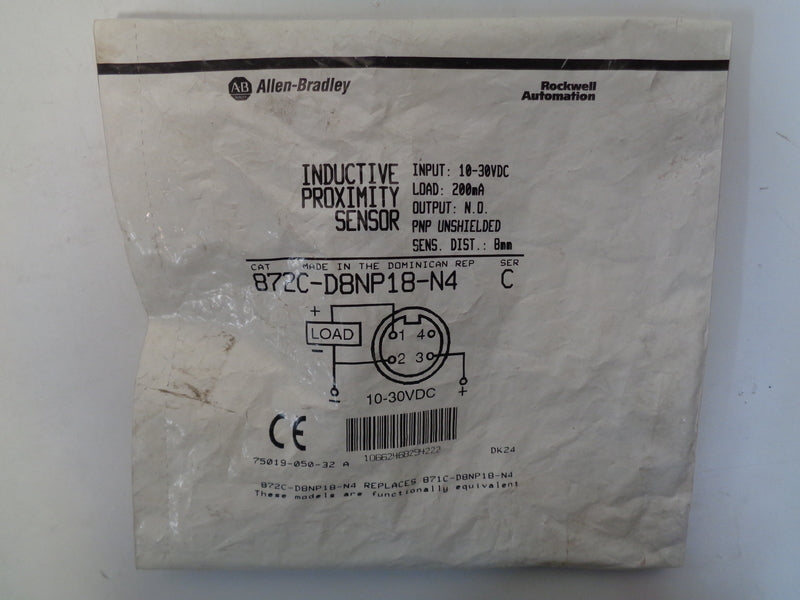 AB Allen-Bradley
Rockwell
Automation
INDUCTIVE
PROXIMITY
SENSOR
INPUT: 10-30VDC
LOAD: 200mA
OUTPUT: N.O.
PNP UNSHIELDED
SENS. DIST.: 8mm
CAT MADE IN THE DOMINICAN REP SER
872C-D8NP18-N4 C
+
LOAD
−
1 4
2 3
− +
10-30VDC
CE
10662468294222
75019-050-32 A
DK24
872C-D8NP18-N4 REPLACES 871C-D8NP18-N4
These models are functionally equivalent